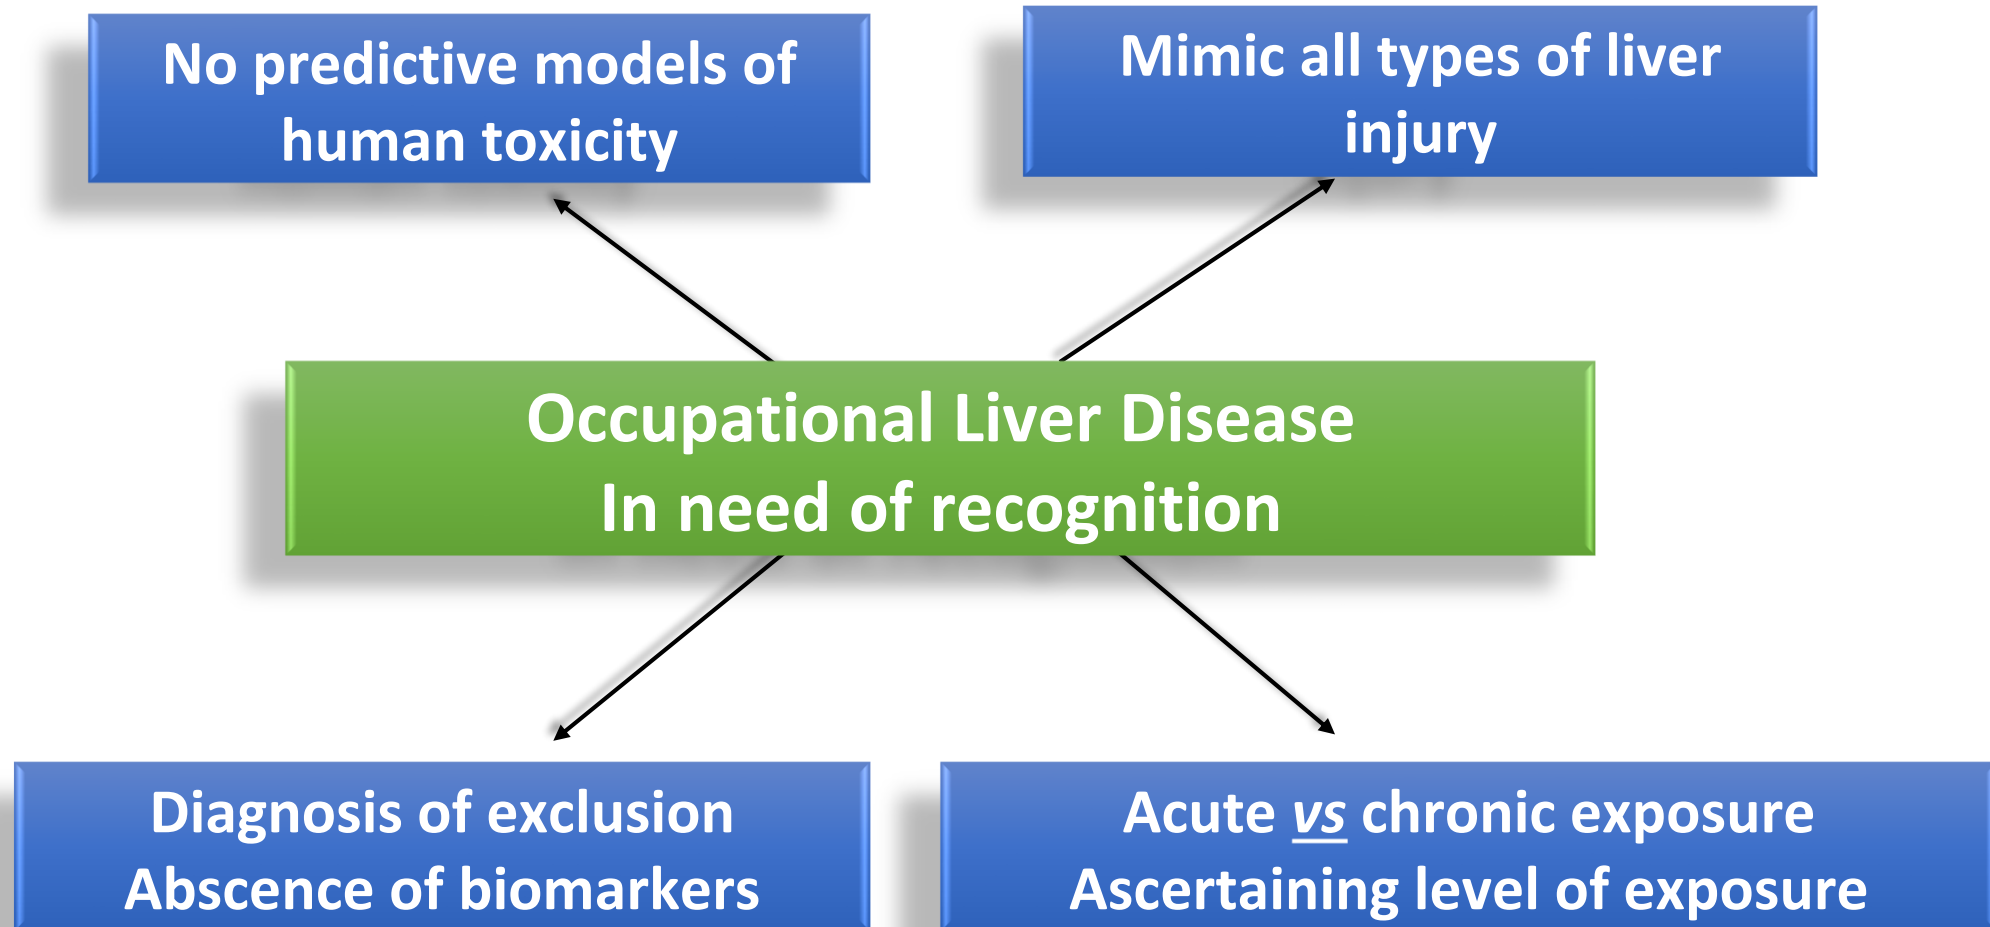 No predictive models of
human toxicity
Mimic all types of liver
injury
Occupational Liver Disease
In need of recognition
Diagnosis of exclusion
Abscence of biomarkers
Acute vs chronic exposure
Ascertaining level of exposure